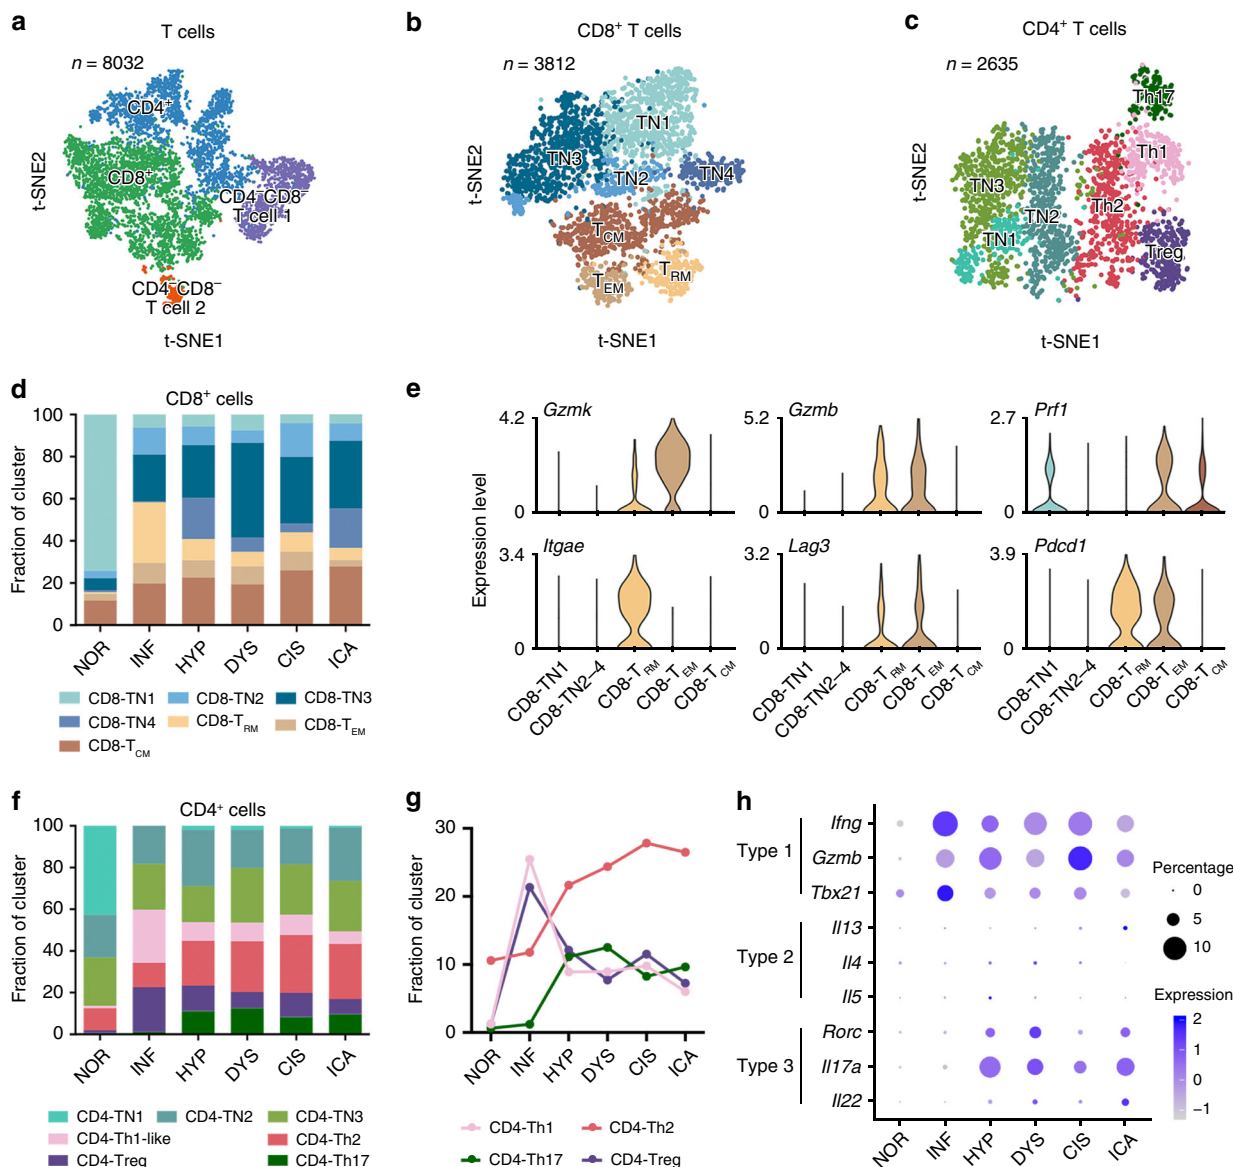 a
T cells
n = 8032
CD4+
CD8+
CD4−CD8−
T cell 1
CD4−CD8−
T cell 2
t-SNE2
t-SNE1
b
CD8+ T cells
n = 3812
TN1
TN3
TN2
TN4
TCM
TEM
TRM
t-SNE2
t-SNE1
c
CD4+ T cells
n = 2635
Th17
Th1
TN3
TN2
Th2
TN1
Treg
t-SNE2
t-SNE1
d
CD8+ cells
Fraction of cluster
100
80
60
40
20
0
NOR INF HYP DYS CIS ICA
CD8-TN1 CD8-TN2 CD8-TN3
CD8-TN4 CD8-TRM CD8-TEM
CD8-TCM
e
Expression level
Gzmk
4.2
0
Gzmb
5.2
0
Prf1
2.7
0
Itgae
3.4
0
Lag3
3.2
0
Pdcd1
3.9
0
CD8-TN1 CD8-TN2–4 CD8-TRM CD8-TEM CD8-TCM
CD8-TN1 CD8-TN2–4 CD8-TRM CD8-TEM CD8-TCM
CD8-TN1 CD8-TN2–4 CD8-TRM CD8-TEM CD8-TCM
f
CD4+ cells
Fraction of cluster
100
80
60
40
20
0
NOR INF HYP DYS CIS ICA
CD4-TN1 CD4-TN2 CD4-TN3
CD4-Th1-like CD4-Th2
CD4-Treg CD4-Th17
g
Fraction of cluster
30
20
10
0
NOR INF HYP DYS CIS ICA
CD4-Th1 CD4-Th2
CD4-Th17 CD4-Treg
h
Type 1
Ifng
Gzmb
Tbx21
Type 2
Il13
Il4
Il5
Type 3
Rorc
Il17a
Il22
NOR INF HYP DYS CIS ICA
Percentage
0
5
10
Expression
2
1
0
−1